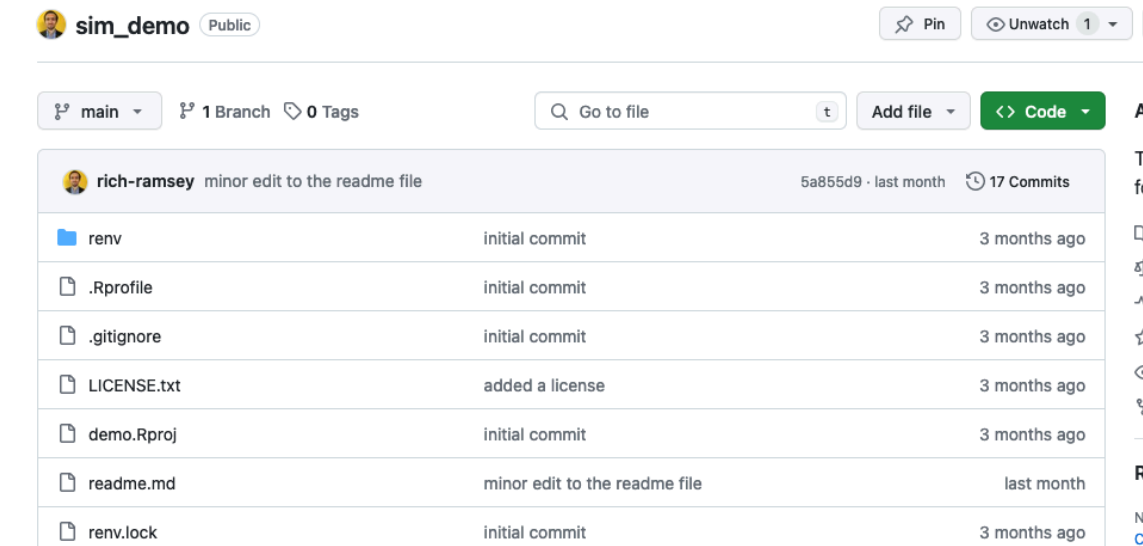 sim_demo Public Pin Unwatch 1
main 1 Branch 0 Tags Go to file t Add file Code
rich-ramsey minor edit to the readme file 5a855d9 · last month 17 Commits
renv initial commit 3 months ago
.Rprofile initial commit 3 months ago
.gitignore initial commit 3 months ago
LICENSE.txt added a license 3 months ago
demo.Rproj initial commit 3 months ago
readme.md minor edit to the readme file last month
renv.lock initial commit 3 months ago